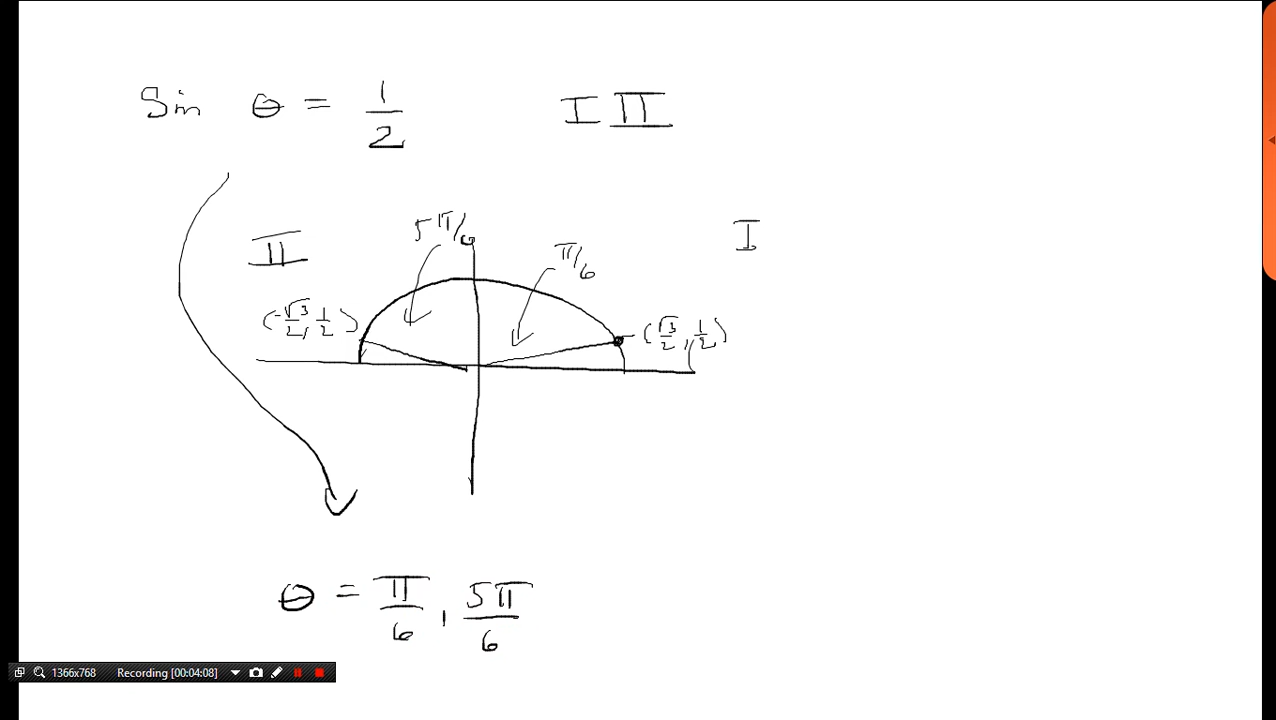 Sin θ = 1/2 I II
II 5π/6 π/6 I
(-√3/2, 1/2) (√3/2, 1/2)
θ = π/6, 5π/6
1366x768 Recording [00:04:08]